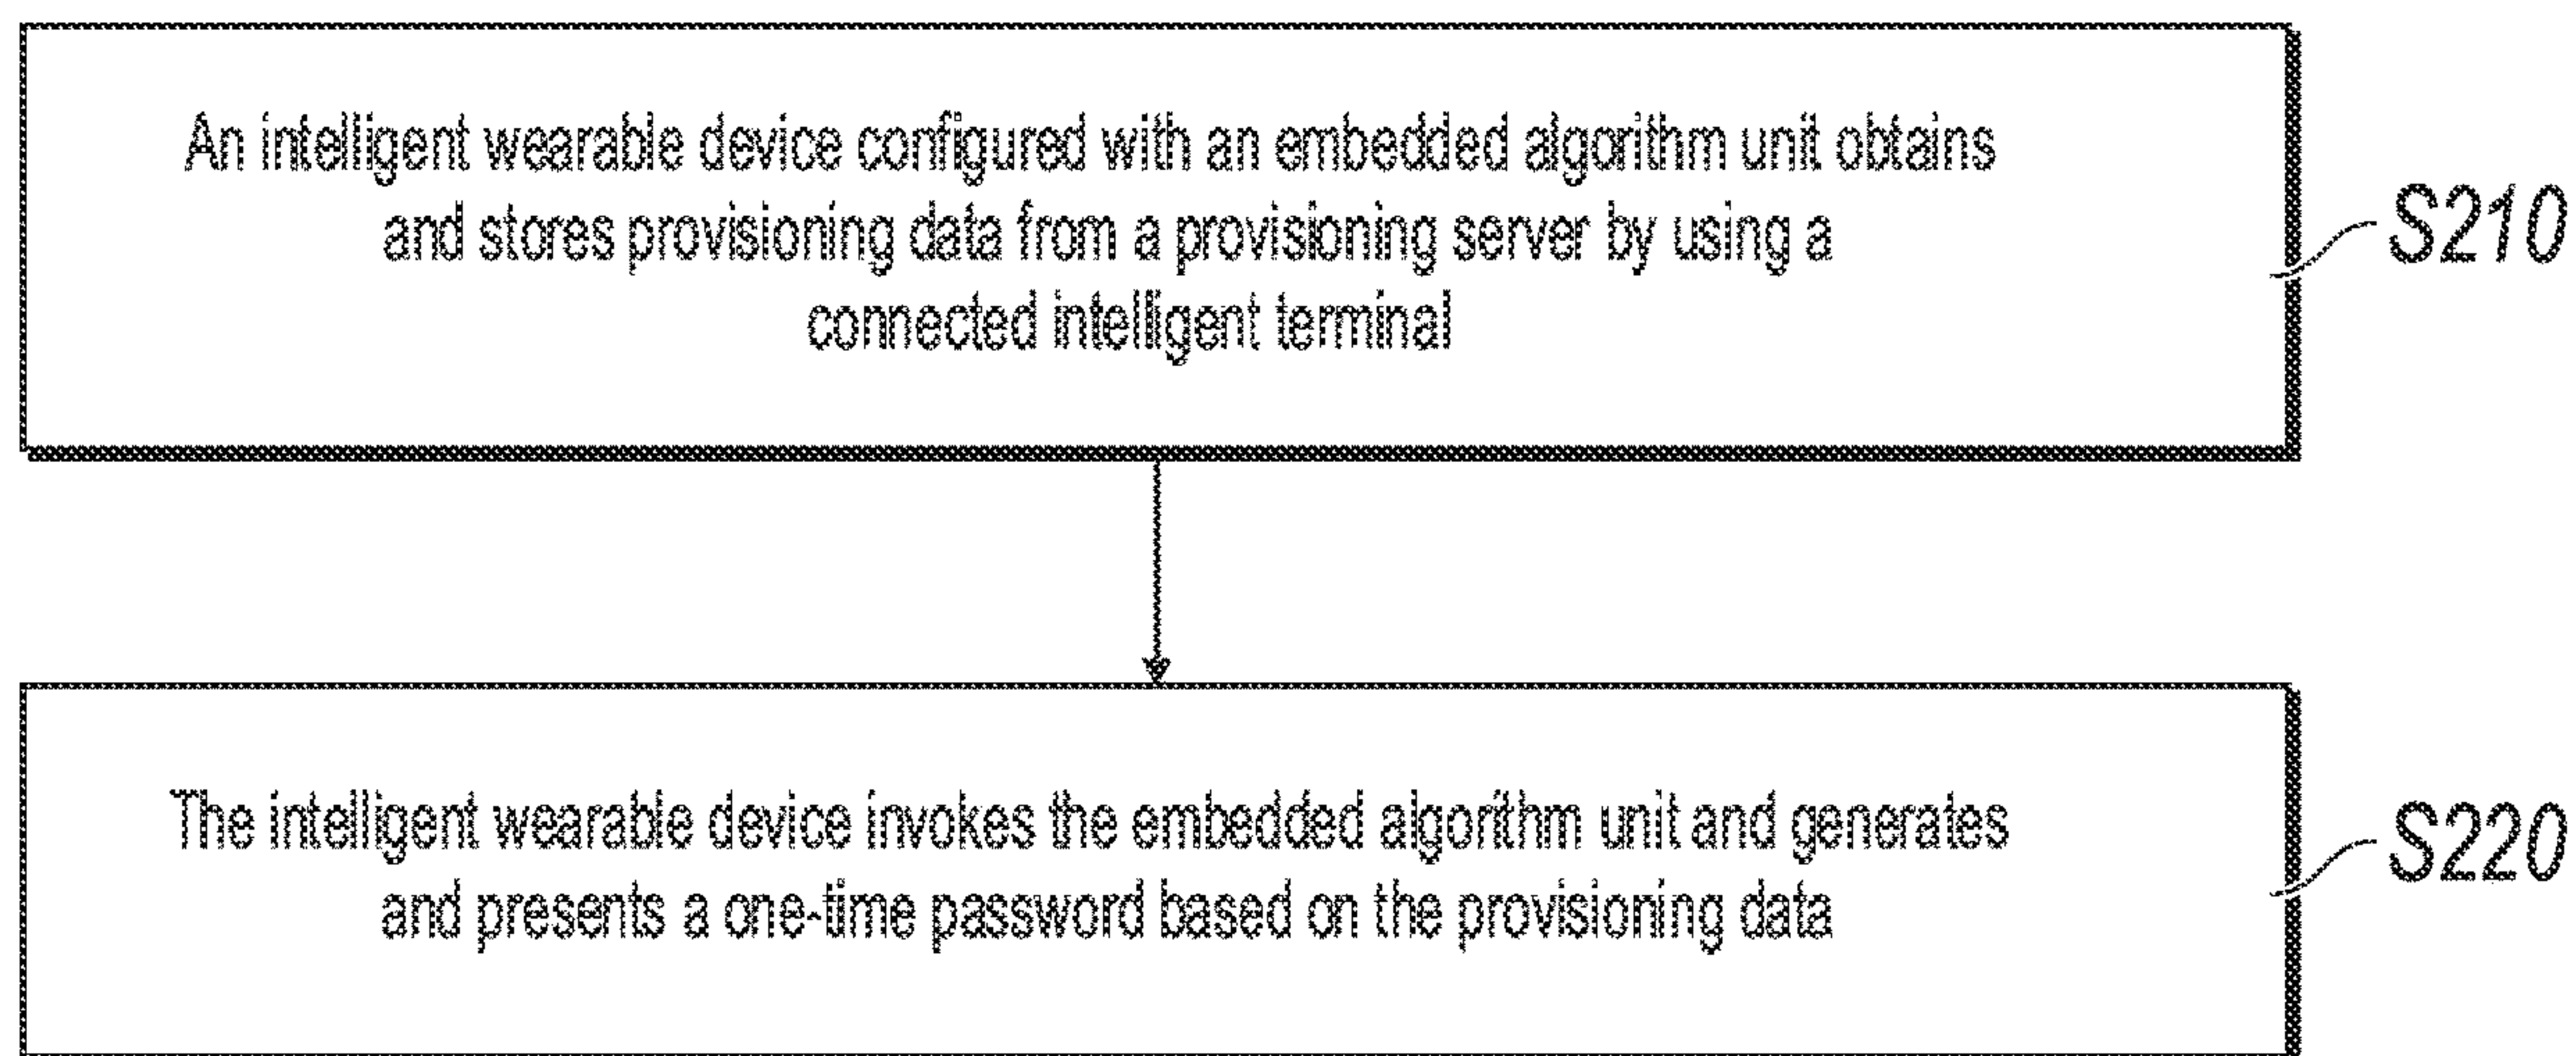 An intelligent wearable device configured with an embedded algorithm unit obtains
and stores provisioning data from a provisioning server by using a
connected intelligent terminal
S210
The intelligent wearable device invokes the embedded algorithm unit and generates
and presents a one-time password based on the provisioning data
S220